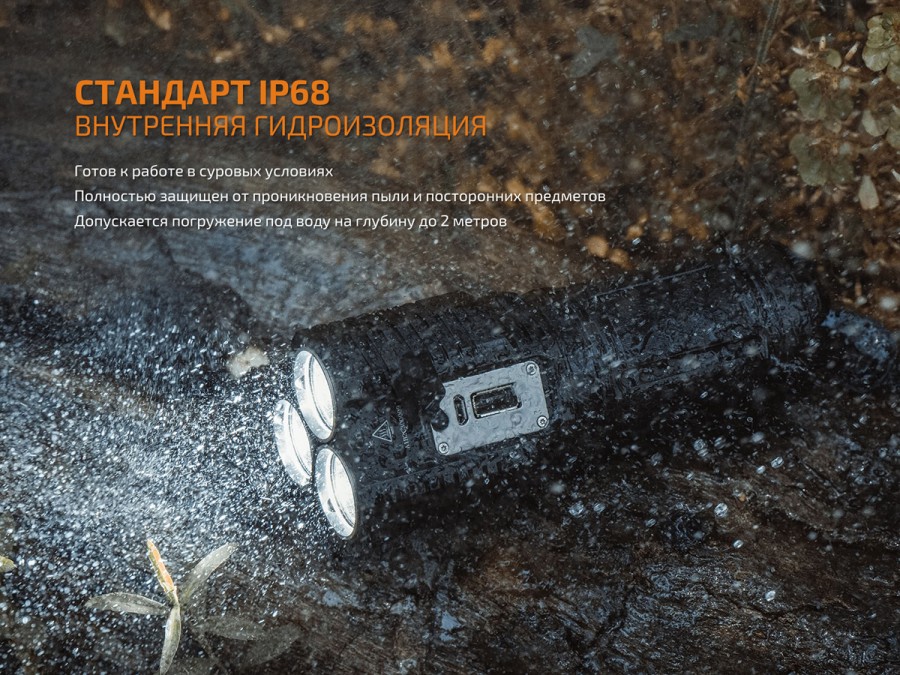 СТАНДАРТ IP68
ВНУТРЕННЯЯ ГИДРОИЗОЛЯЦИЯ
Готов к работе в суровых условиях
Полностью защищен от проникновения пыли и посторонних предметов
Допускается погружение под воду на глубину до 2 метров